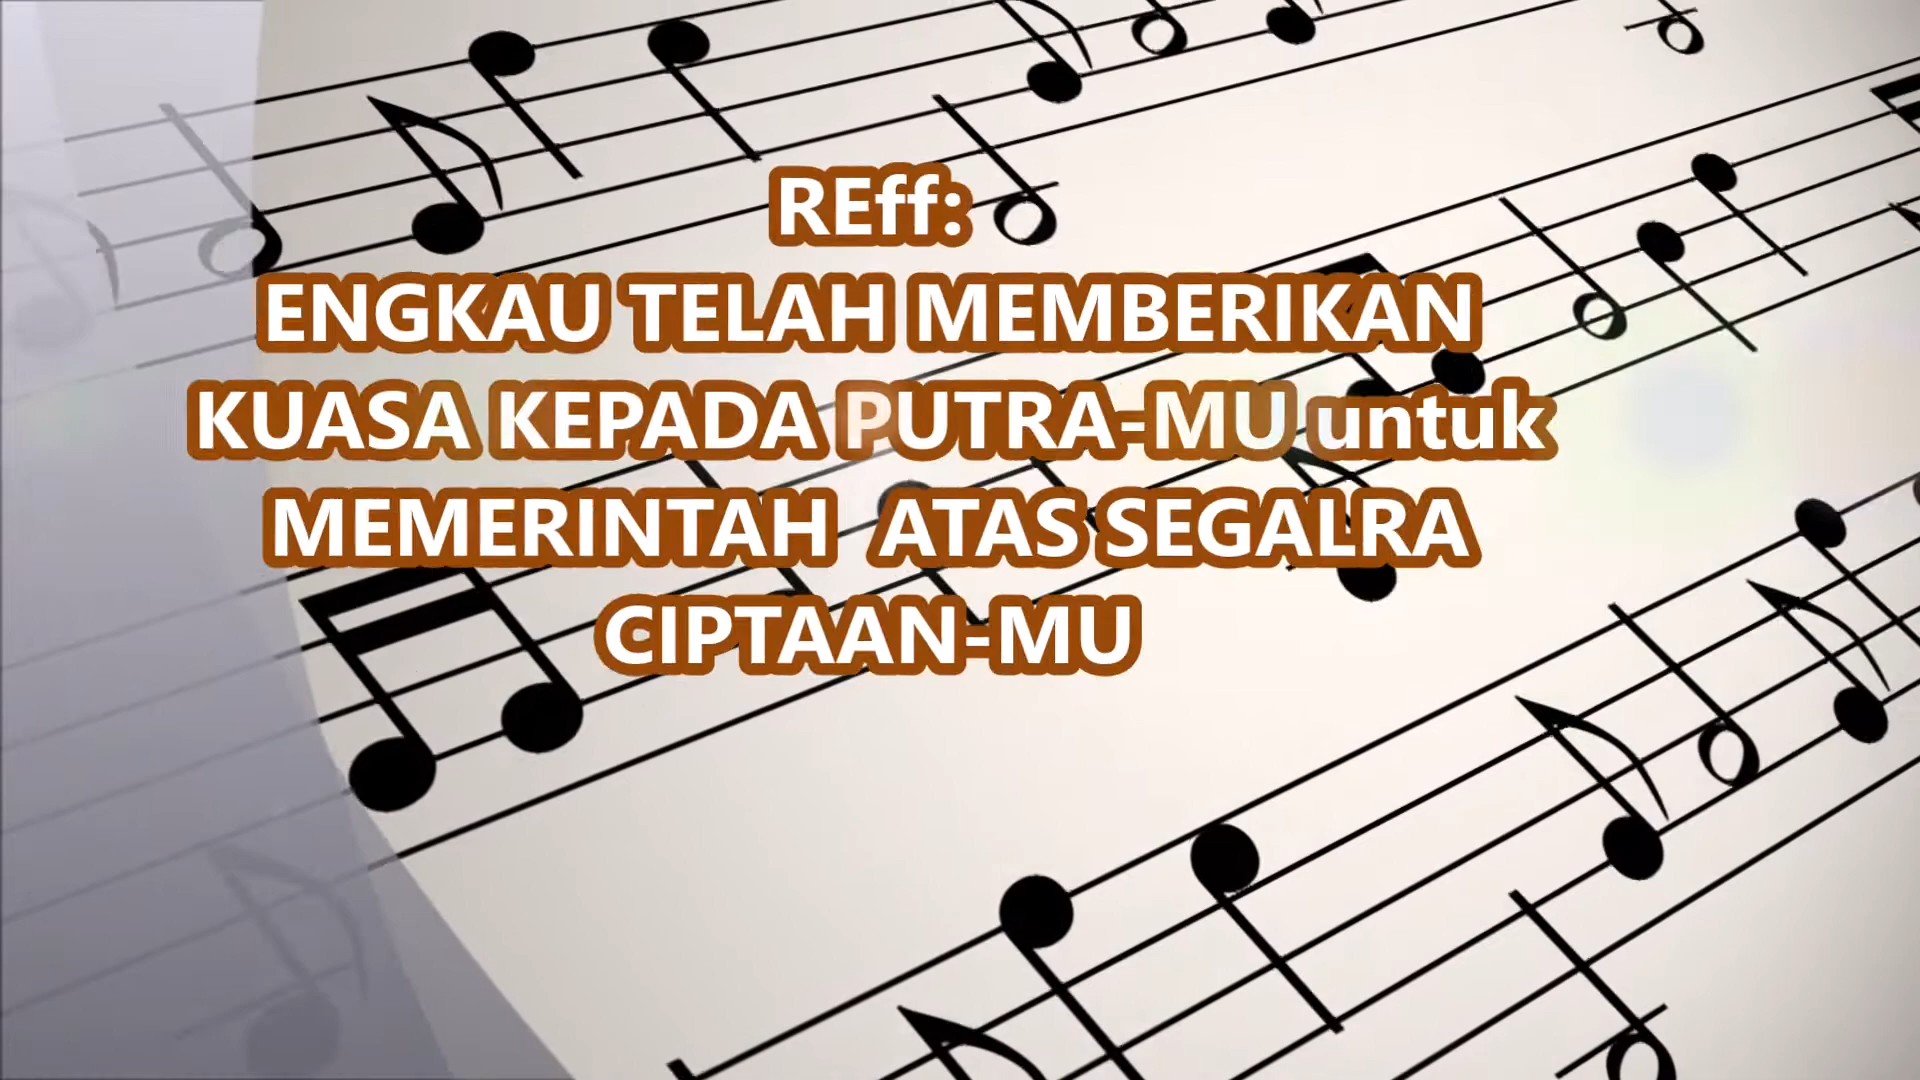 REff:
ENGKAU TELAH MEMBERIKAN
KUASA KEPADA PUTRA-MU untuk
MEMERINTAH  ATAS SEGALRA
CIPTAAN-MU